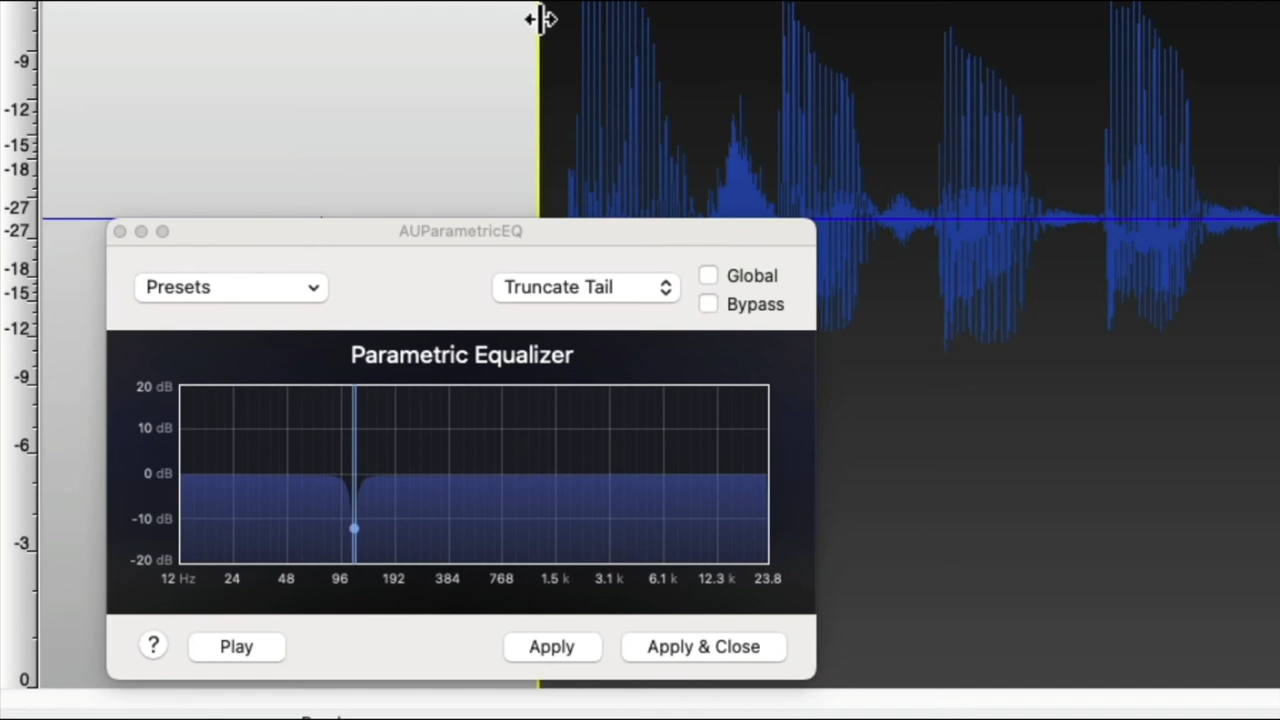 -9
-12
-15
-18
-27
-27
-18
-15
-12
-9
-6
-3
0
AUParametricEQ
Presets
Truncate Tail
Global
Bypass
Parametric Equalizer
20 dB
10 dB
0 dB
-10 dB
-20 dB
12 Hz 24 48 96 192 384 768 1.5 k 3.1 k 6.1 k 12.3 k 23.8
? Play Apply Apply & Close